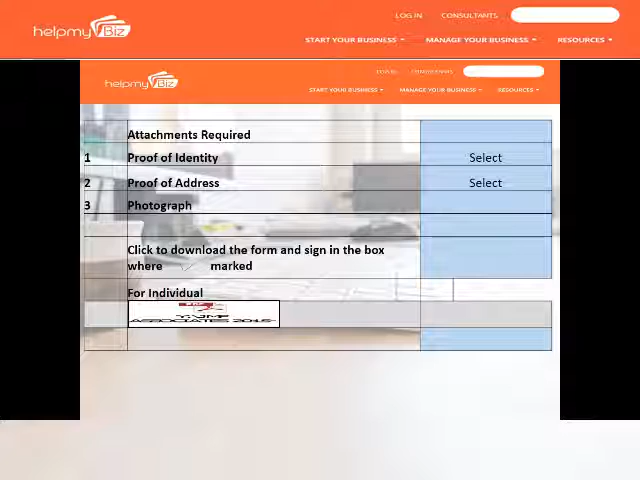 LOG IN CONSULTANTS
helpmyBiz
START YOUR BUSINESS MANAGE YOUR BUSINESS RESOURCES
helpmyBiz
START YOUR BUSINESS MANAGE YOUR BUSINESS RESOURCES
Attachments Required
1 Proof of Identity Select
2 Proof of Address Select
3 Photograph
Click to download the form and sign in the box
where marked
For Individual
ASSOCIATES 2015